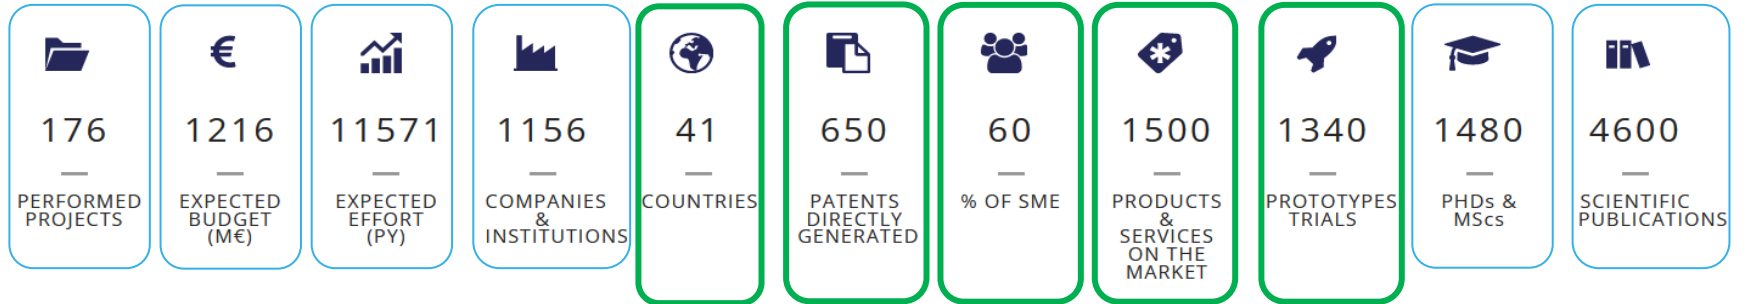 176
PERFORMED
PROJECTS
€
1216
EXPECTED
BUDGET
(M€)
11571
EXPECTED
EFFORT
(PY)
1156
COMPANIES
&
INSTITUTIONS
41
COUNTRIES
650
PATENTS
DIRECTLY
GENERATED
60
% OF SME
1500
PRODUCTS
&
SERVICES
ON THE
MARKET
1340
PROTOTYPES
TRIALS
1480
PHDs &
MScs
4600
SCIENTIFIC
PUBLICATIONS